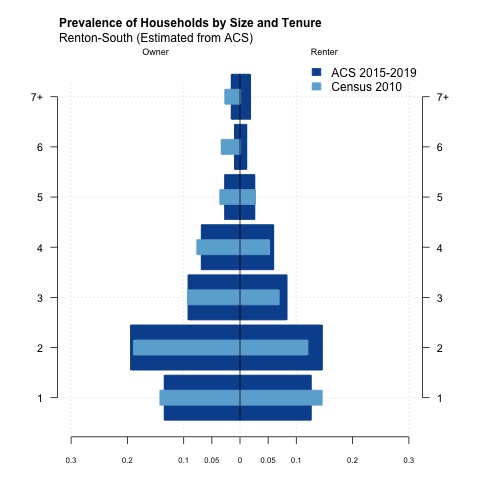 Prevalence of Households by Size and Tenure
Renton-South (Estimated from ACS)
Owner Renter
ACS 2015-2019
Census 2010
7+ 7+
6 6
5 5
4 4
3 3
2 2
1 1
0.3 0.2 0.1 0.05 0 0.05 0.1 0.2 0.3